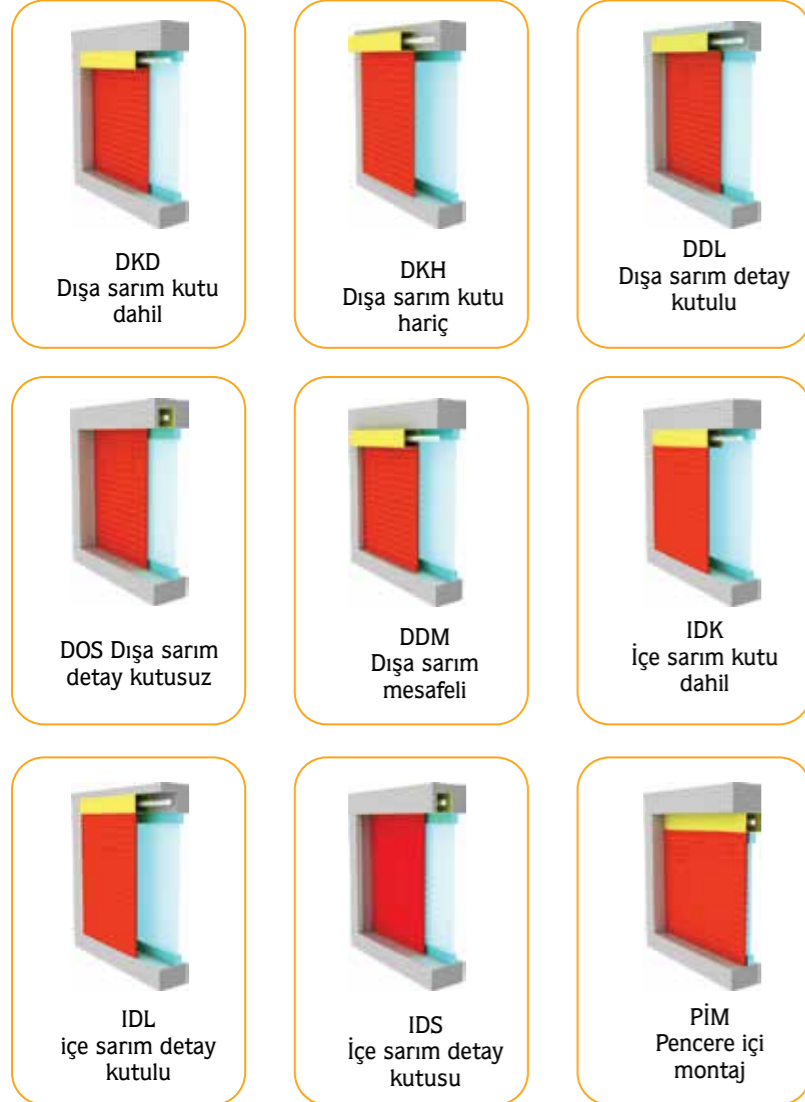 DKD
Dışa sarım kutu
dahil
DKH
Dışa sarım kutu
hariç
DDL
Dışa sarım detay
kutulu
DOS Dışa sarım
detay kutusuz
DDM
Dışa sarım
mesafeli
IDK
İçe sarım kutu
dahil
IDL
içe sarım detay
kutulu
IDS
İçe sarım detay
kutusu
PİM
Pencere içi
montaj